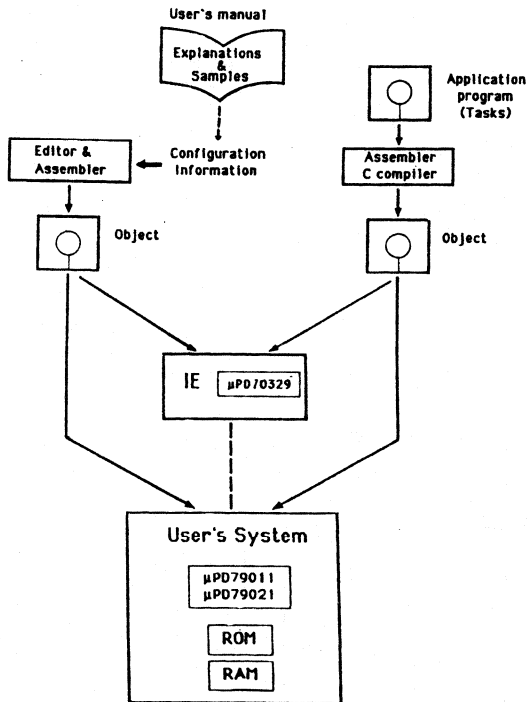 User's manual
Explanations
&
Samples
Application
program
(Tasks)
Editor &
Assembler
Configuration
Information
Assembler
C compiler
Object
Object
IE
µPD70329
User's System
µPD79011
µPD79021
ROM
RAM